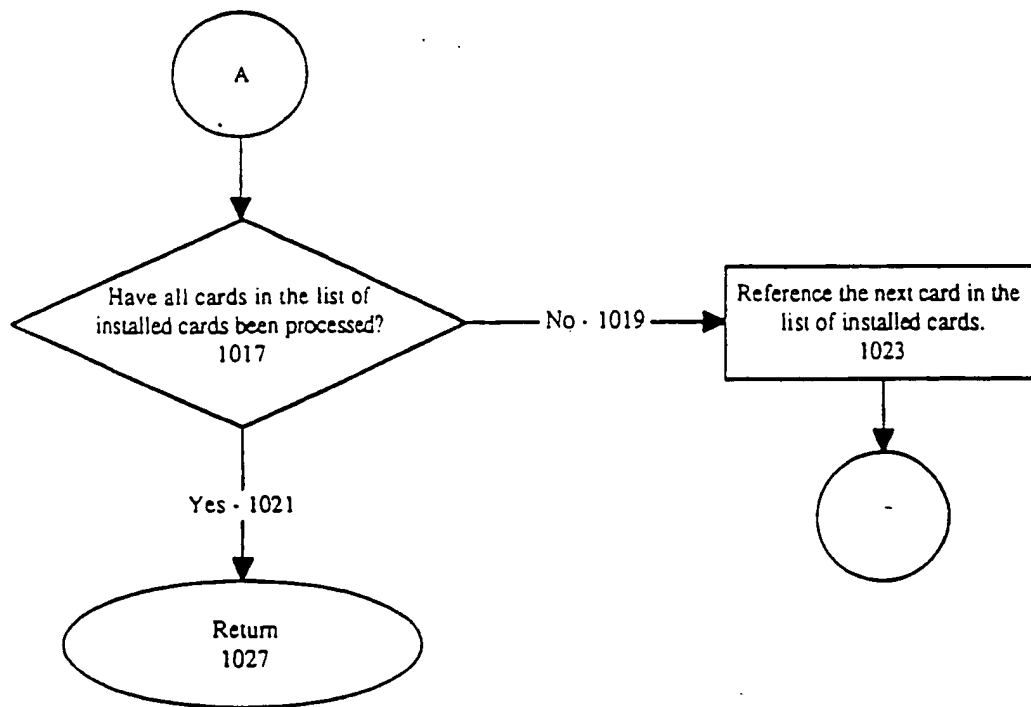 A
Have all cards in the list of
installed cards been processed?
1017
No - 1019
Reference the next card in the
list of installed cards.
1023
Yes - 1021
Return
1027